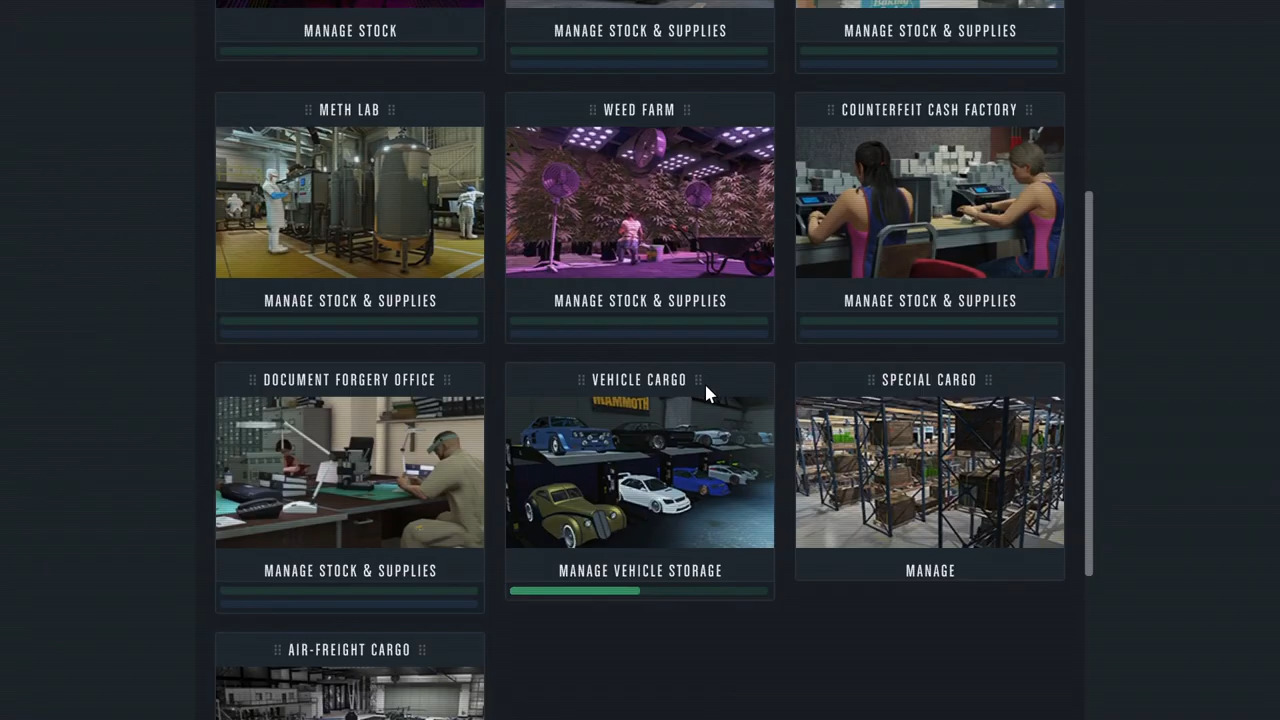 MANAGE STOCK
MANAGE STOCK & SUPPLIES
MANAGE STOCK & SUPPLIES
METH LAB
WEED FARM
COUNTERFEIT CASH FACTORY
MANAGE STOCK & SUPPLIES
MANAGE STOCK & SUPPLIES
MANAGE STOCK & SUPPLIES
DOCUMENT FORGERY OFFICE
VEHICLE CARGO
SPECIAL CARGO
MAMMOTH
MANAGE STOCK & SUPPLIES
MANAGE VEHICLE STORAGE
MANAGE
AIR-FREIGHT CARGO